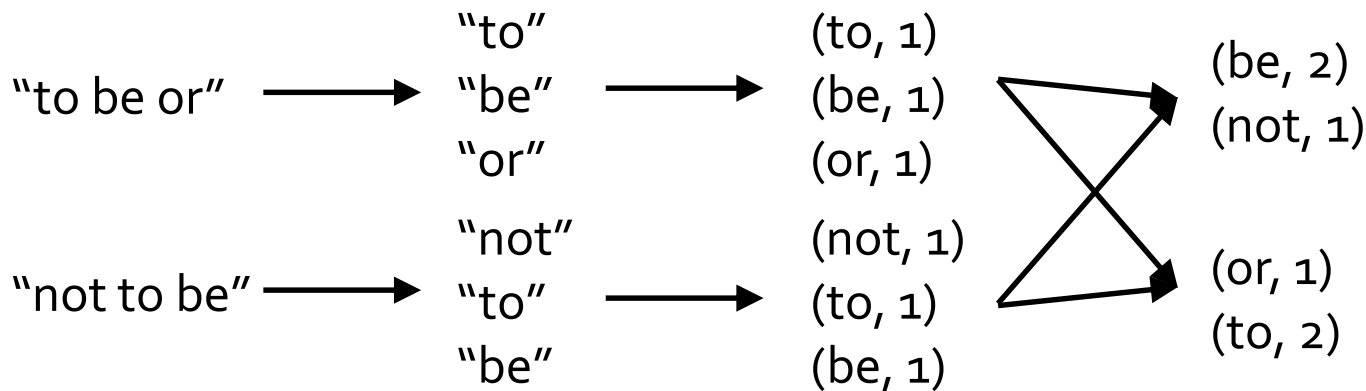 “to be or”
“not to be”
“to”
“be”
“or”
“not”
“to”
“be”
(to, 1)
(be, 1)
(or, 1)
(not, 1)
(to, 1)
(be, 1)
(be, 2)
(not, 1)
(or, 1)
(to, 2)